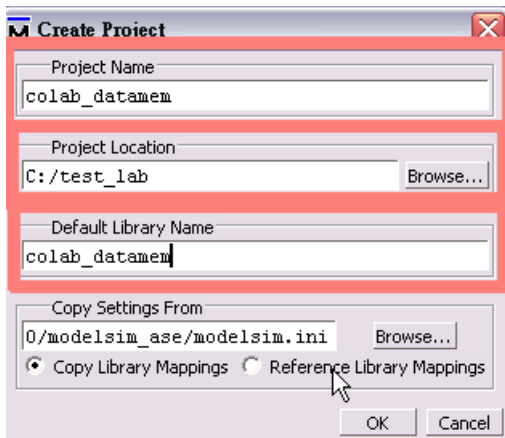 M Create Project
Project Name
colab_datamem
Project Location
C:/test_lab
Browse...
Default Library Name
colab_datamem
Copy Settings From
0/modelsim_ase/modelsim.ini
Browse...
Copy Library Mappings Reference Library Mappings
OK Cancel